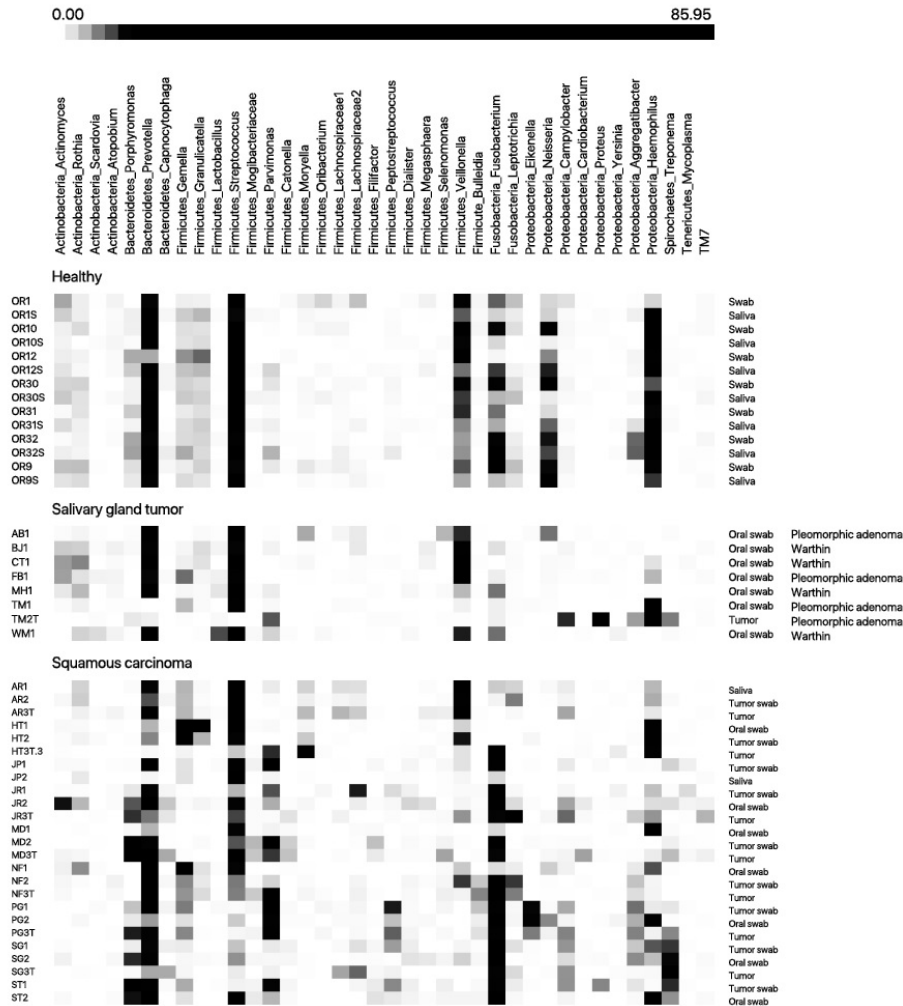 0.00 85.95
Actinobacteria_Actinomyces
Actinobacteria_Rothia
Actinobacteria_Scardovia
Actinobacteria_Atopobium
Bacteroidetes_Porphyromonas
Bacteroidetes_Prevotella
Bacteroidetes_Capnocytophaga
Firmicutes_Gemella
Firmicutes_Granulicatella
Firmicutes_Lactobacillus
Firmicutes_Streptococcus
Firmicutes_Mogibacteriaceae
Firmicutes_Parvimonas
Firmicutes_Catonella
Firmicutes_Moryella
Firmicutes_Oribacterium
Firmicutes_Lachnospiraceae1
Firmicutes_Lachnospiraceae2
Firmicutes_Filifactor
Firmicutes_Peptostreptococcus
Firmicutes_Dialister
Firmicutes_Megasphaera
Firmicutes_Selenomonas
Firmicutes_Veillonella
Firmicute_Bulleidia
Fusobacteria_Fusobacterium
Fusobacteria_Leptotrichia
Proteobacteria_Eikenella
Proteobacteria_Neisseria
Proteobacteria_Campylobacter
Proteobacteria_Cardiobacterium
Proteobacteria_Proteus
Proteobacteria_Yersinia
Proteobacteria_Aggregatibacter
Proteobacteria_Haemophilus
Spirochaetes_Treponema
Tenericutes_Mycoplasma
TM7
Healthy
OR1 Swab
OR1S Saliva
OR10 Swab
OR10S Saliva
OR12 Swab
OR12S Saliva
OR30 Swab
OR30S Saliva
OR31 Swab
OR31S Saliva
OR32 Swab
OR32S Saliva
OR9 Swab
OR9S Saliva
Salivary gland tumor
AB1 Oral swab Pleomorphic adenoma
BJ1 Oral swab Warthin
CT1 Oral swab Warthin
FB1 Oral swab Pleomorphic adenoma
MH1 Oral swab Warthin
TM1 Oral swab Pleomorphic adenoma
TM2T Tumor Pleomorphic adenoma
WM1 Oral swab Warthin
Squamous carcinoma
AR1 Saliva
AR2 Tumor swab
AR3T Tumor
HT1 Oral swab
HT2 Tumor swab
HT3T.3 Tumor
JP1 Tumor swab
JP2 Saliva
JR1 Tumor swab
JR2 Oral swab
JR3T Tumor
MD1 Oral swab
MD2 Tumor swab
MD3T Tumor
NF1 Oral swab
NF2 Tumor swab
NF3T Tumor
PG1 Tumor swab
PG2 Oral swab
PG3T Tumor
SG1 Tumor swab
SG2 Oral swab
SG3T Tumor
ST1 Tumor swab
ST2 Oral swab